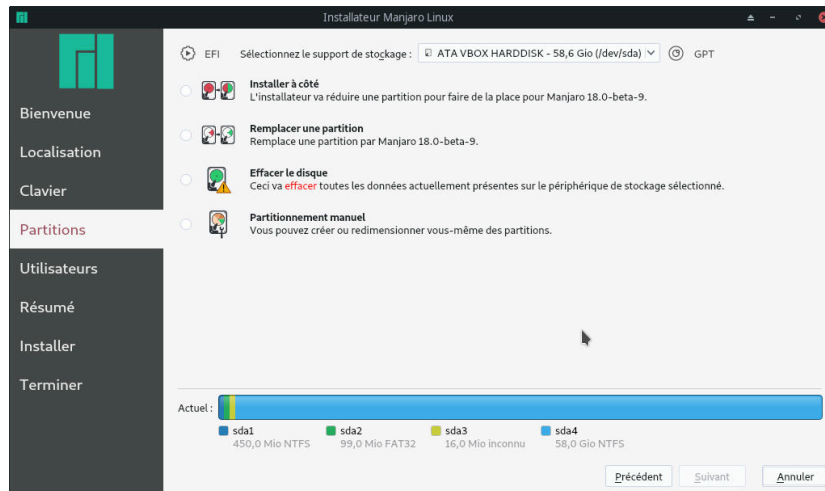 Installateur Manjaro Linux
EFI Sélectionnez le support de stockage : ATA VBOX HARDDISK - 58,6 Gio (/dev/sda) GPT
Bienvenue
Localisation
Clavier
Partitions
Utilisateurs
Résumé
Installer
Terminer
Installer à côté
L'installateur va réduire une partition pour faire de la place pour Manjaro 18.0-beta-9.
Remplacer une partition
Remplace une partition par Manjaro 18.0-beta-9.
Effacer le disque
Ceci va effacer toutes les données actuellement présentes sur le périphérique de stockage sélectionné.
Partitionnement manuel
Vous pouvez créer ou redimensionner vous-même des partitions.
Actuel :
sda1 sda2 sda3 sda4
450,0 Mio NTFS 99,0 Mio FAT32 16,0 Mio inconnu 58,0 Gio NTFS
Précédent Suivant Annuler